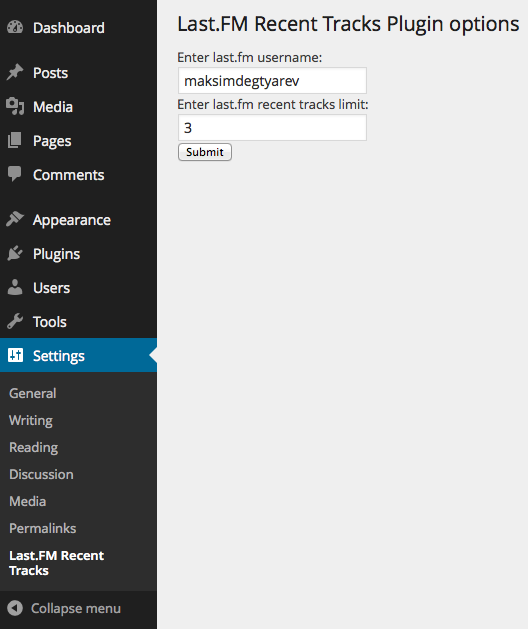 Dashboard
Posts
Media
Pages
Comments
Appearance
Plugins
Users
Tools
Settings
General
Writing
Reading
Discussion
Media
Permalinks
Last.FM Recent
Tracks
Collapse menu
Last.FM Recent Tracks Plugin options
Enter last.fm username:
maksimdegtyarev
Enter last.fm recent tracks limit:
3
Submit